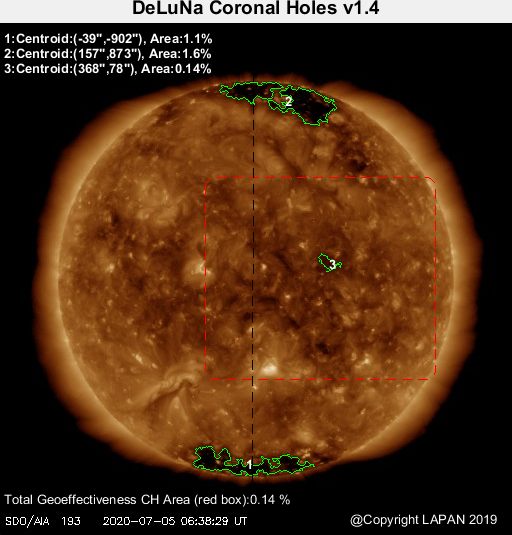 DeLuNa Coronal Holes v1.4
1:Centroid:(-39",-902"), Area:1.1%
2:Centroid:(157",873"), Area:1.6%
3:Centroid:(368",78"), Area:0.14%
2
3
1
Total Geoeffectiveness CH Area (red box):0.14 %
SDO/AIA 193 2020-07-05 06:38:29 UT
@Copyright LAPAN 2019